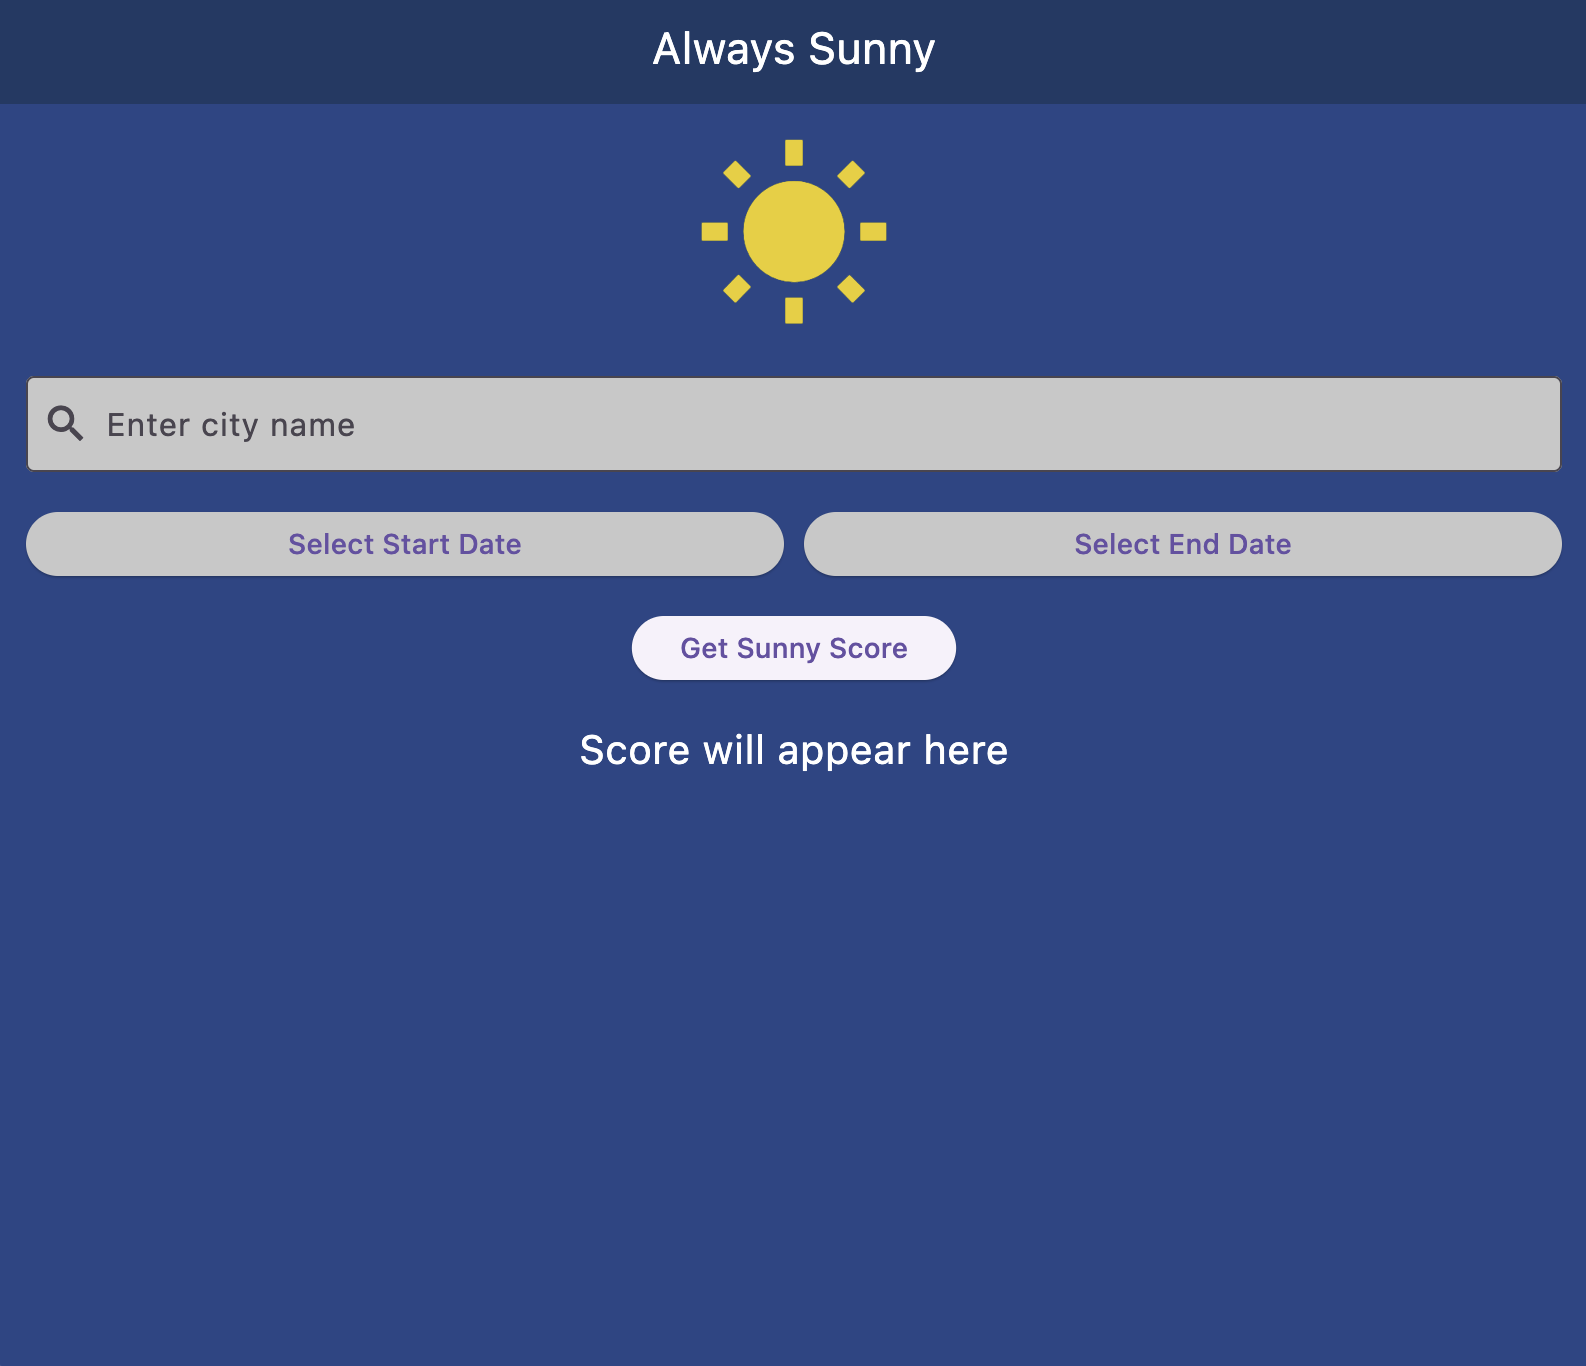 Always Sunny
Enter city name
Select Start Date
Select End Date
Get Sunny Score
Score will appear here